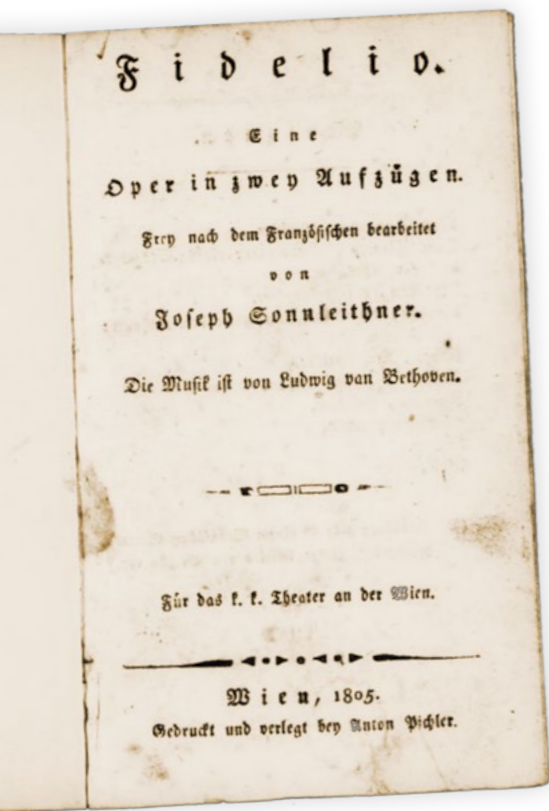 Fidelio.
Eine
Oper in zwey Aufzügen.
Frey nach dem Französischen bearbeitet
von
Joseph Sonnleithner.
Die Musik ist von Ludwig van Bethoven.
Für das k. k. Theater an der Wien.
Wien, 1805.
Gedruckt und verlegt bey Anton Pichler.